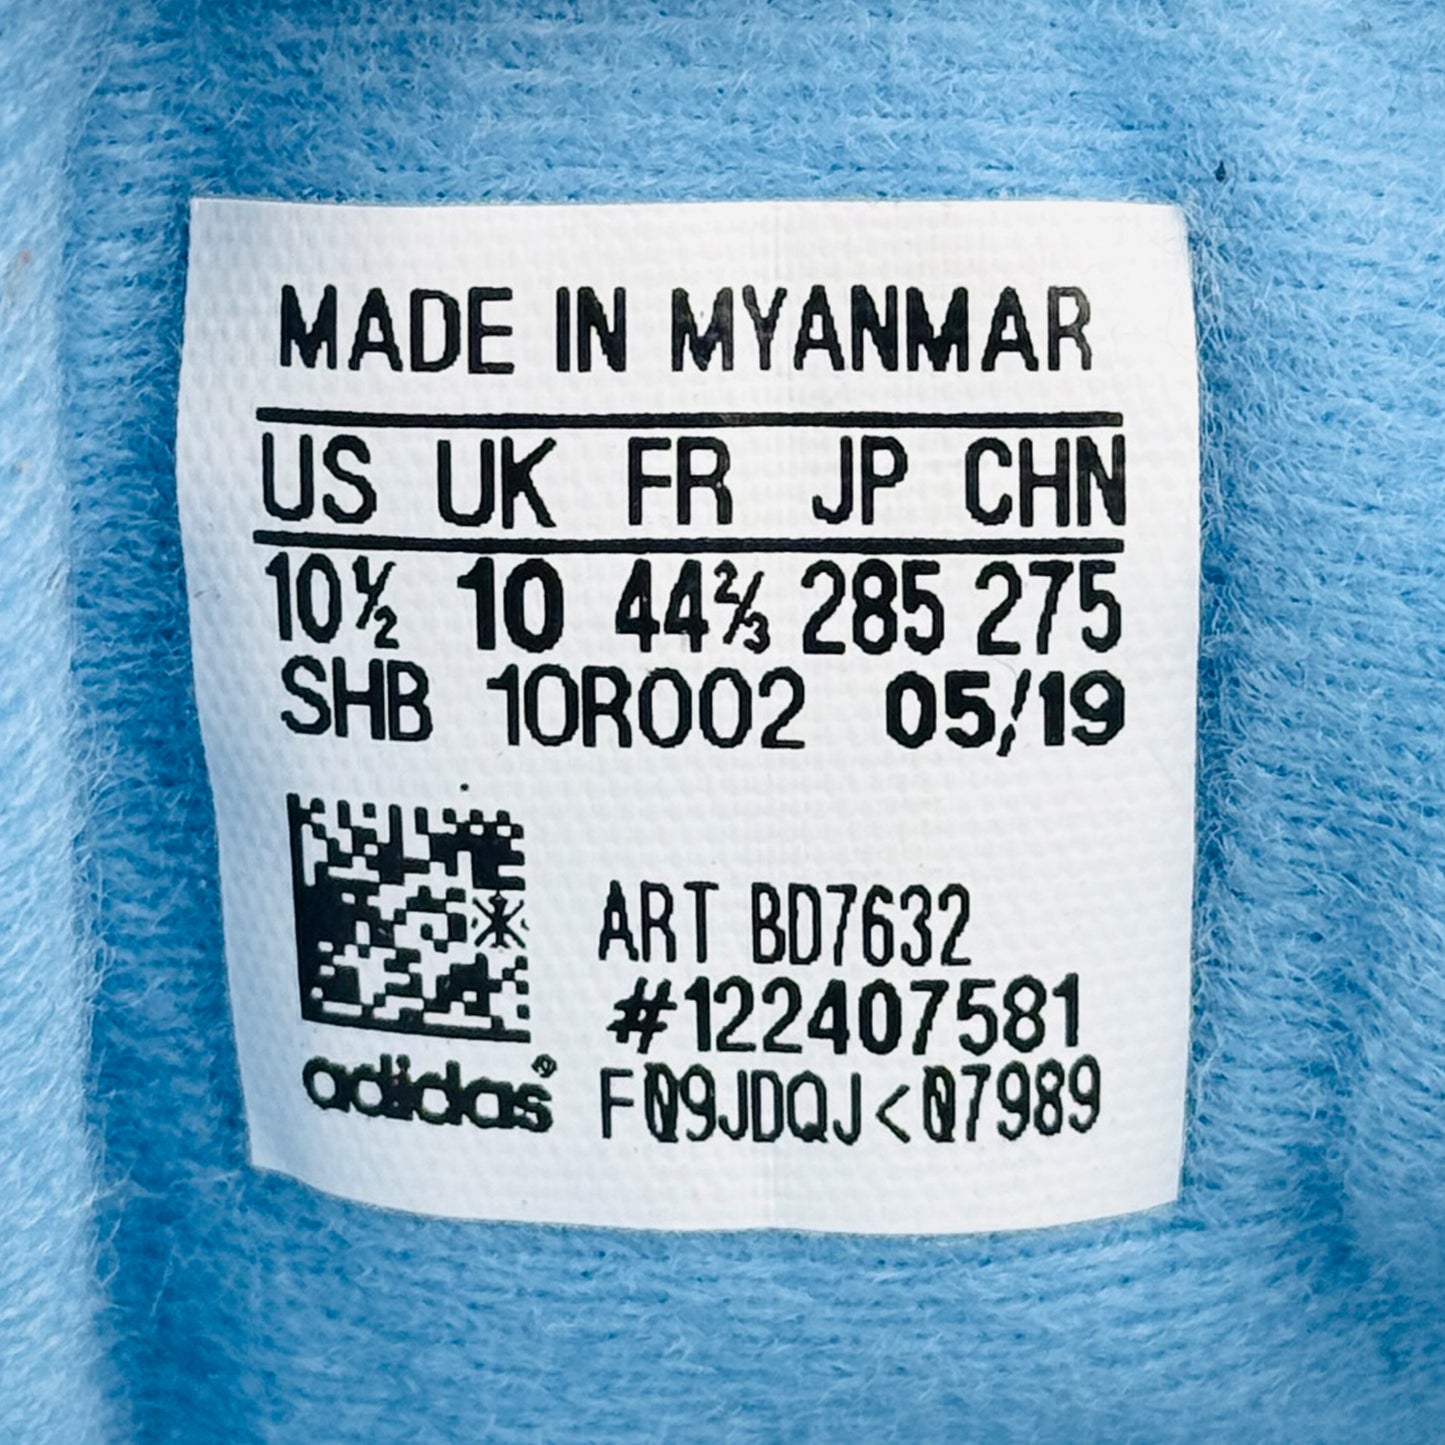 MADE IN MYANMAR
US UK FR JP CHN
10½ 10 44⅔ 285 275
SHB 10R002 05/19
ART BD7632
#122407581
adidas® F09JDQJ<07989